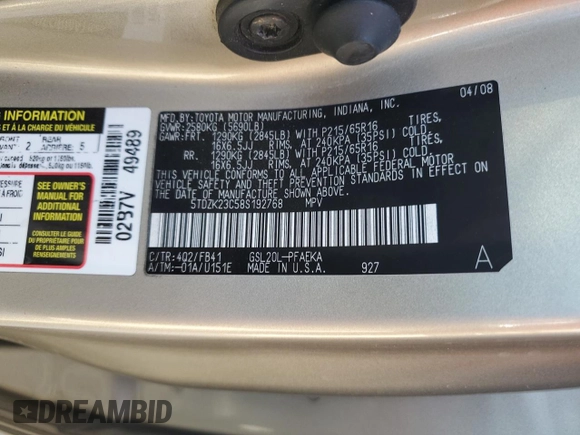 MFD.BY:TOYOTA MOTOR MANUFACTURING, INDIANA, INC. 04/08
GVWR:2580KG (5690LB)
GAWR:FRT. 1290KG (2845LB) WITH P215/65R16 TIRES,
16X6.5JJ RIMS, AT 240KPA (35PSI) COLD.
RR. 1290KG (2845LB) WITH P215/65R16 TIRES,
16X6.5JJ RIMS, AT 240KPA (35PSI) COLD.
THIS VEHICLE CONFORMS TO ALL APPLICABLE FEDERAL MOTOR
VEHICLE SAFETY AND THEFT PREVENTION STANDARDS IN EFFECT ON
THE DATE OF MANUFACTURE SHOWN ABOVE.
5TDZK23C58S192768 MPV
C/TR:4Q2/FB41 GSL20L-PFAEKA
A/TM:-01A/U151E MADE IN U.S.A. 927
A
INFORMATION
ET À LA CHARGE DU VÉHICULE
2 5
SEE OWNER'S
MANUAL FOR
ADDITIONAL
INFORMATION
CONSULTER LE GUIDE
DE PLUS AMPLES
RENSEIGNEMENTS
02B7V 49489
DREAMBID